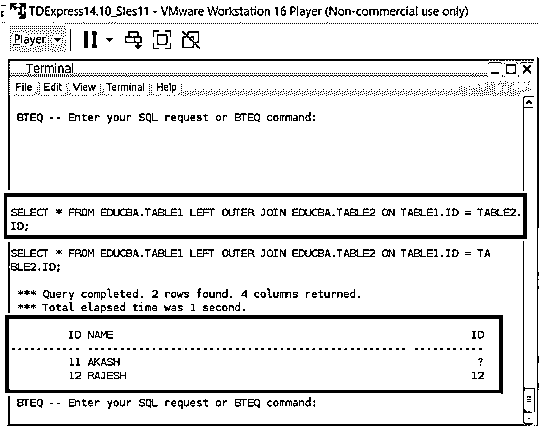 TDExpress14.10_Sles11 - VMware Workstation 16 Player (Non-commercial use only)
Player
Terminal
File Edit View Terminal Help
BTEQ -- Enter your SQL request or BTEQ command:
SELECT * FROM EDUCBA.TABLE1 LEFT OUTER JOIN EDUCBA.TABLE2 ON TABLE1.ID = TABLE2.
ID;
SELECT * FROM EDUCBA.TABLE1 LEFT OUTER JOIN EDUCBA.TABLE2 ON TABLE1.ID = TA
BLE2.ID;
*** Query completed. 2 rows found. 4 columns returned.
*** Total elapsed time was 1 second.
ID NAME ID
----------- -------------------------------------------------- -----------
11 AKASH ?
12 RAJESH 12
BTEQ -- Enter your SQL request or BTEQ command: